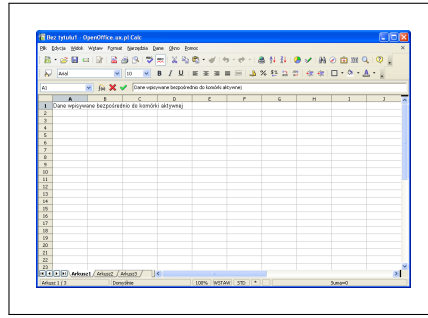 Bez tytułu1 - OpenOffice.ux.pl Calc
Plik Edycja Widok Wstaw Format Narzędzia Dane Okno Pomoc
Arial 10 B I U
A1 Dane wpisywane bezpośrednio do komórki aktywnej
A B C D E F G H I J
1 Dane wpisywane bezpośrednio do komórki aktywnej
2
3
4
5
6
7
8
9
10
11
12
13
14
15
16
17
18
19
20
21
22
23
Arkusz1 Arkusz2 Arkusz3
Arkusz 1 / 3 Domyślnie 100% WSTAW STD * Suma=0